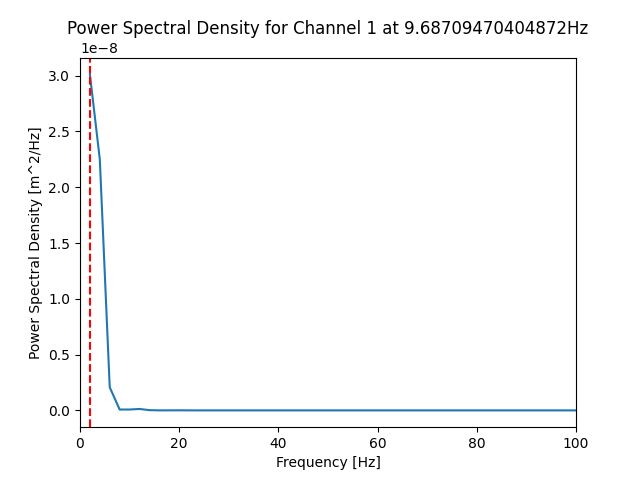 Power Spectral Density for Channel 1 at 9.68709470404872Hz
1e−8
3.0
2.5
2.0
1.5
1.0
0.5
0.0
Power Spectral Density [m^2/Hz]
0 20 40 60 80 100
Frequency [Hz]